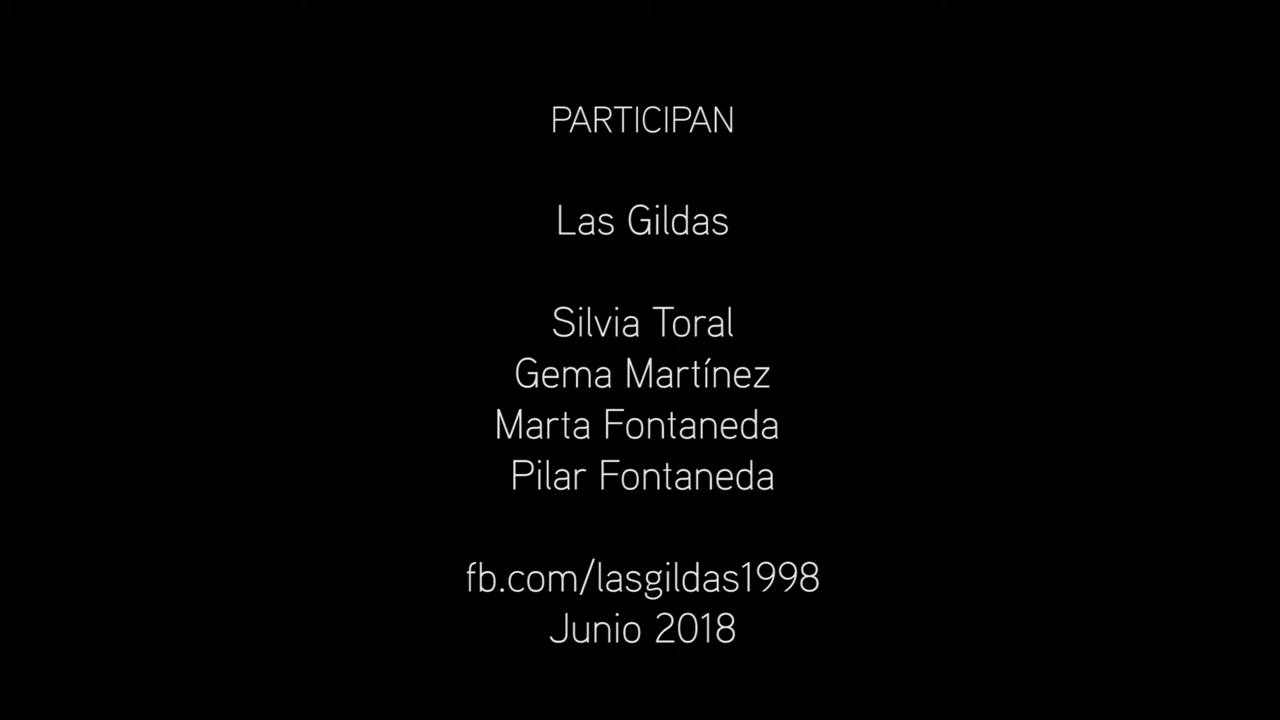 PARTICIPAN
Las Gildas
Silvia Toral
Gema Martínez
Marta Fontaneda
Pilar Fontaneda
fb.com/lasgildas1998
Junio 2018